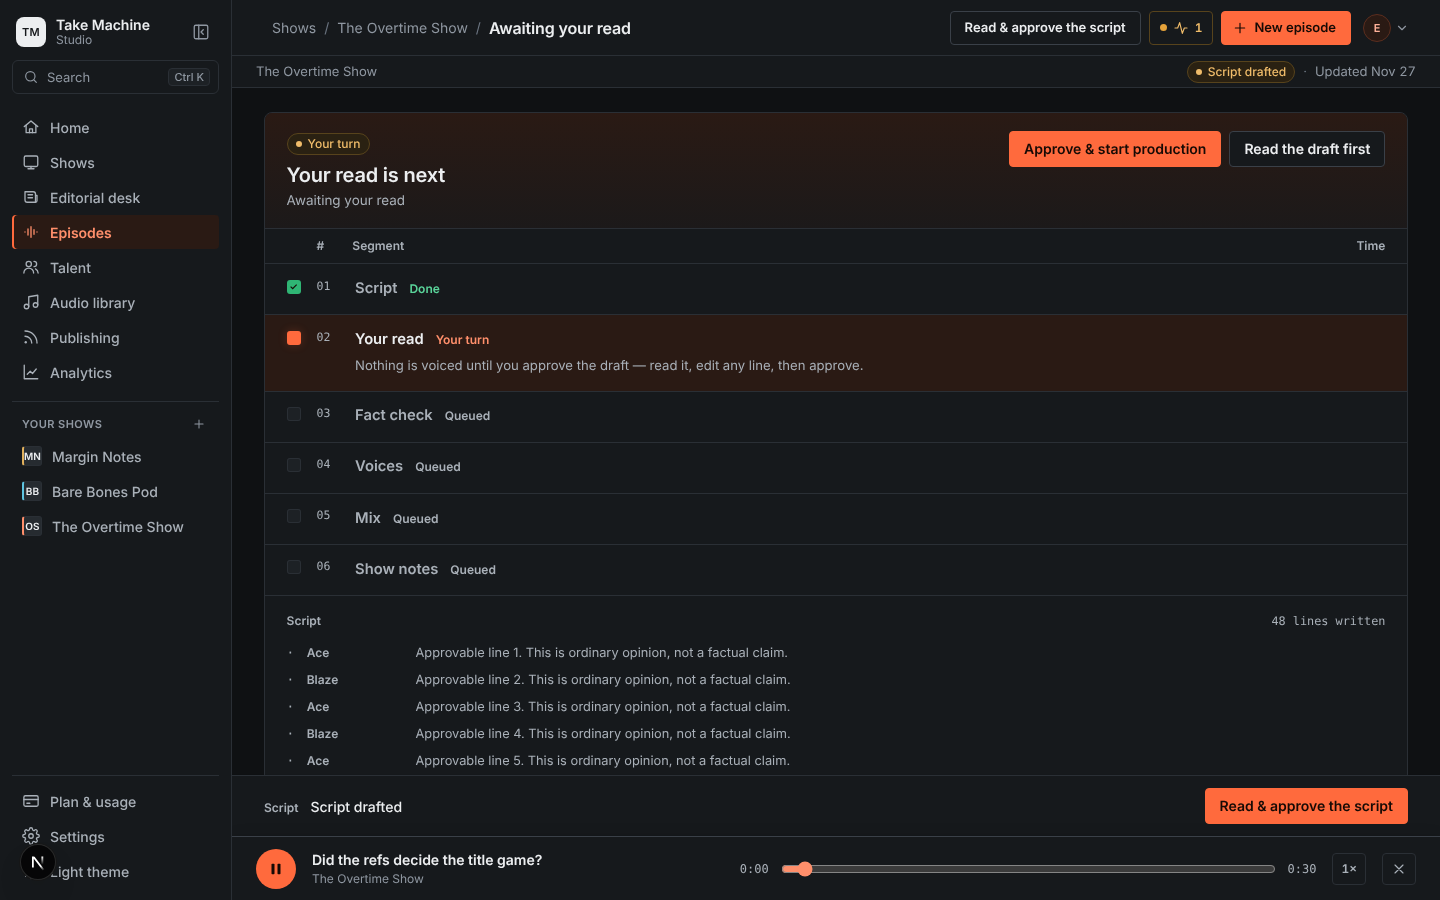 TM
Take Machine
Studio
Search
Ctrl K
Home
Shows
Editorial desk
Episodes
Talent
Audio library
Publishing
Analytics
YOUR SHOWS
MN Margin Notes
BB Bare Bones Pod
OS The Overtime Show
Plan & usage
Settings
N
Light theme
Shows / The Overtime Show / Awaiting your read
Read & approve the script
1
New episode
E
The Overtime Show
Script drafted · Updated Nov 27
Your turn
Your read is next
Awaiting your read
Approve & start production
Read the draft first
# Segment Time
01 Script Done
02 Your read Your turn
Nothing is voiced until you approve the draft — read it, edit any line, then approve.
03 Fact check Queued
04 Voices Queued
05 Mix Queued
06 Show notes Queued
Script 48 lines written
· Ace Approvable line 1. This is ordinary opinion, not a factual claim.
· Blaze Approvable line 2. This is ordinary opinion, not a factual claim.
· Ace Approvable line 3. This is ordinary opinion, not a factual claim.
· Blaze Approvable line 4. This is ordinary opinion, not a factual claim.
· Ace Approvable line 5. This is ordinary opinion, not a factual claim.
Script Script drafted
Read & approve the script
Did the refs decide the title game?
The Overtime Show
0:00
0:30
1×